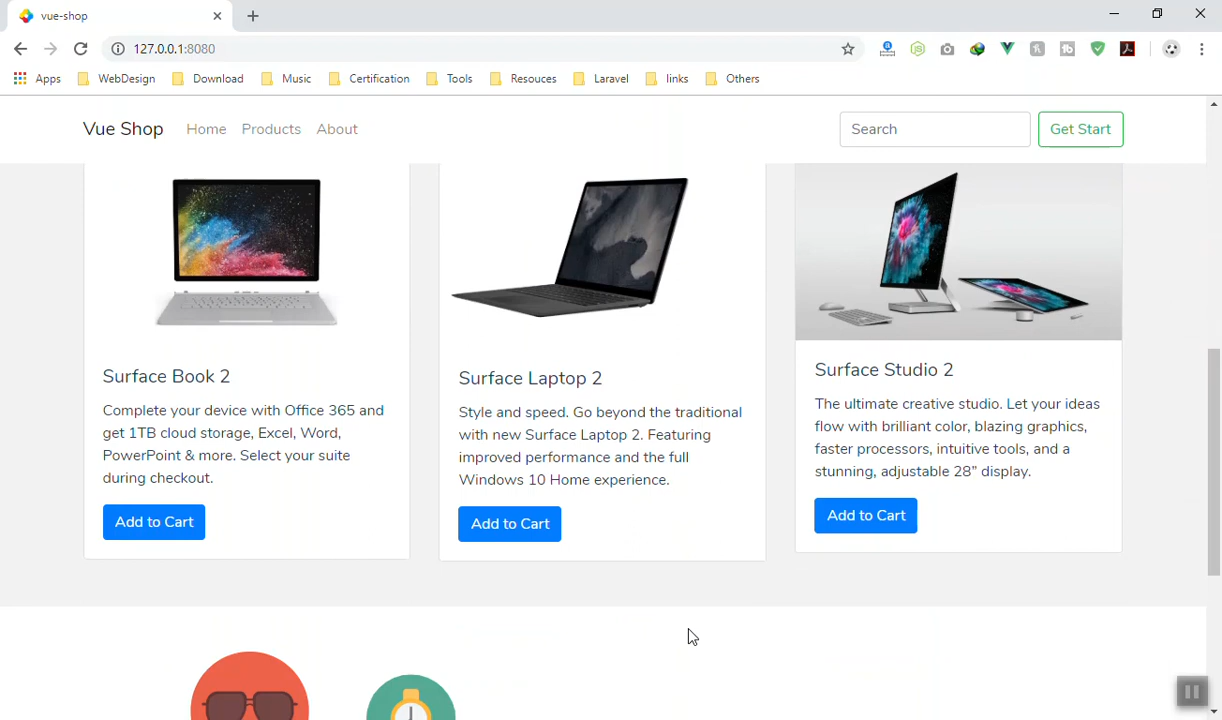 vue-shop
127.0.0.1:8080
Apps WebDesign Download Music Certification Tools Resouces Laravel links Others
Vue Shop Home Products About Search Get Start
Surface Book 2
Complete your device with Office 365 and
get 1TB cloud storage, Excel, Word,
PowerPoint & more. Select your suite
during checkout.
Add to Cart
Surface Laptop 2
Style and speed. Go beyond the traditional
with new Surface Laptop 2. Featuring
improved performance and the full
Windows 10 Home experience.
Add to Cart
Surface Studio 2
The ultimate creative studio. Let your ideas
flow with brilliant color, blazing graphics,
faster processors, intuitive tools, and a
stunning, adjustable 28” display.
Add to Cart